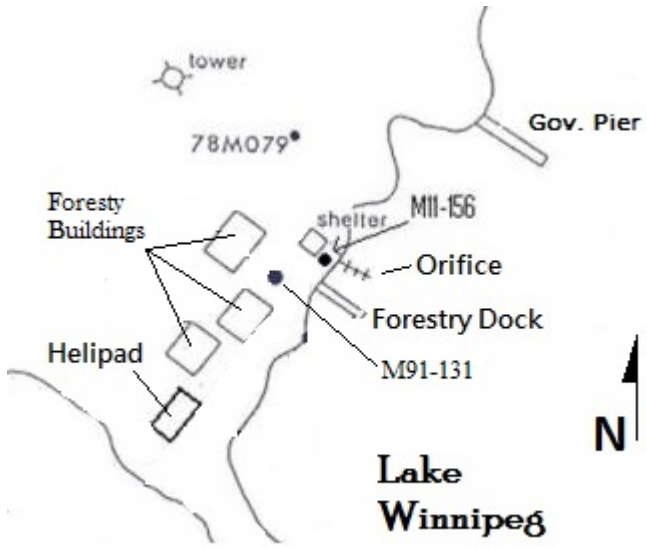 tower
Gov. Pier
78M079
Foresty
Buildings
shelter
M11-156
Orifice
Forestry Dock
Helipad
M91-131
N
Lake
Winnipeg